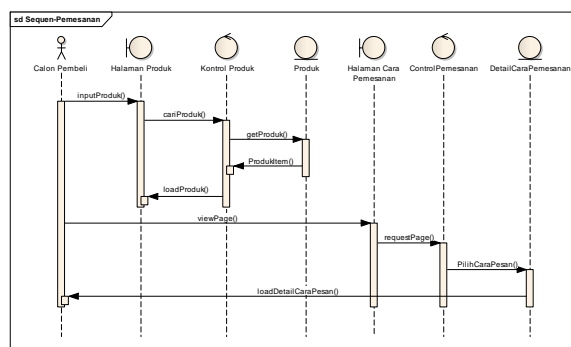 sd Sequen-Pemesanan
Calon Pembeli
Halaman Produk
Kontrol Produk
Produk
Halaman Cara
Pemesanan
ControlPemesanan
DetailCaraPemesanan
inputProduk()
cariProduk()
getProduk()
ProdukItem()
loadProduk()
viewPage()
requestPage()
PilihCaraPesan()
loadDetailCaraPesan()